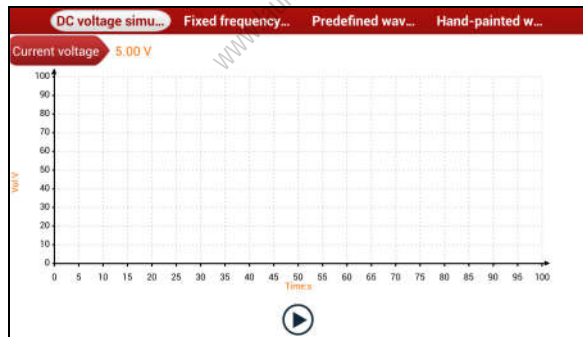 DC voltage simu... Fixed frequency... Predefined wav... Hand-painted w...
Current voltage 5.00 V
100
90
80
70
60
50
40
30
20
10
0
Vol:V
0 5 10 15 20 25 30 35 40 45 50 55 60 65 70 75 80 85 90 95 100
Time:s